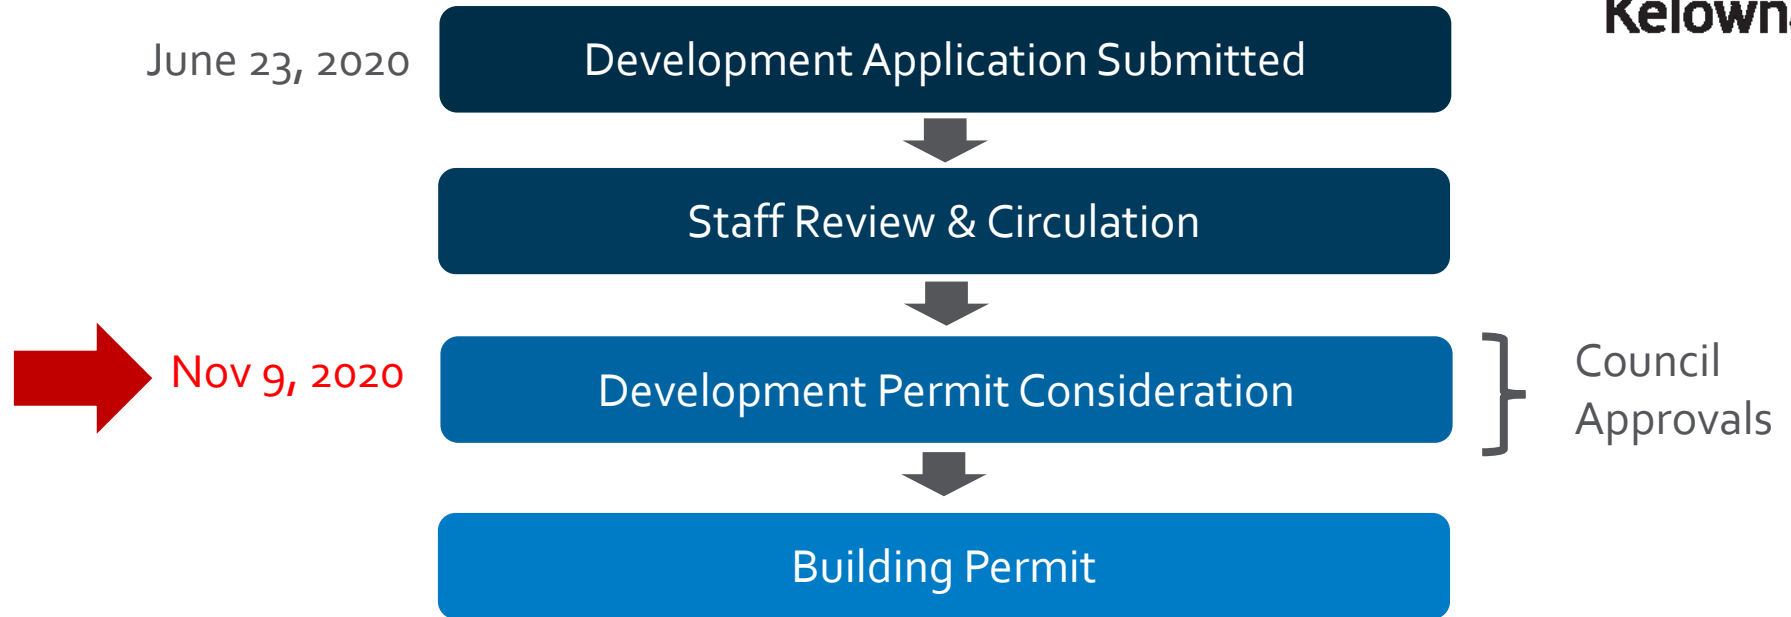 Kelowna
June 23, 2020
Development Application Submitted
Staff Review & Circulation
Nov 9, 2020
Development Permit Consideration
Council
Approvals
Building Permit